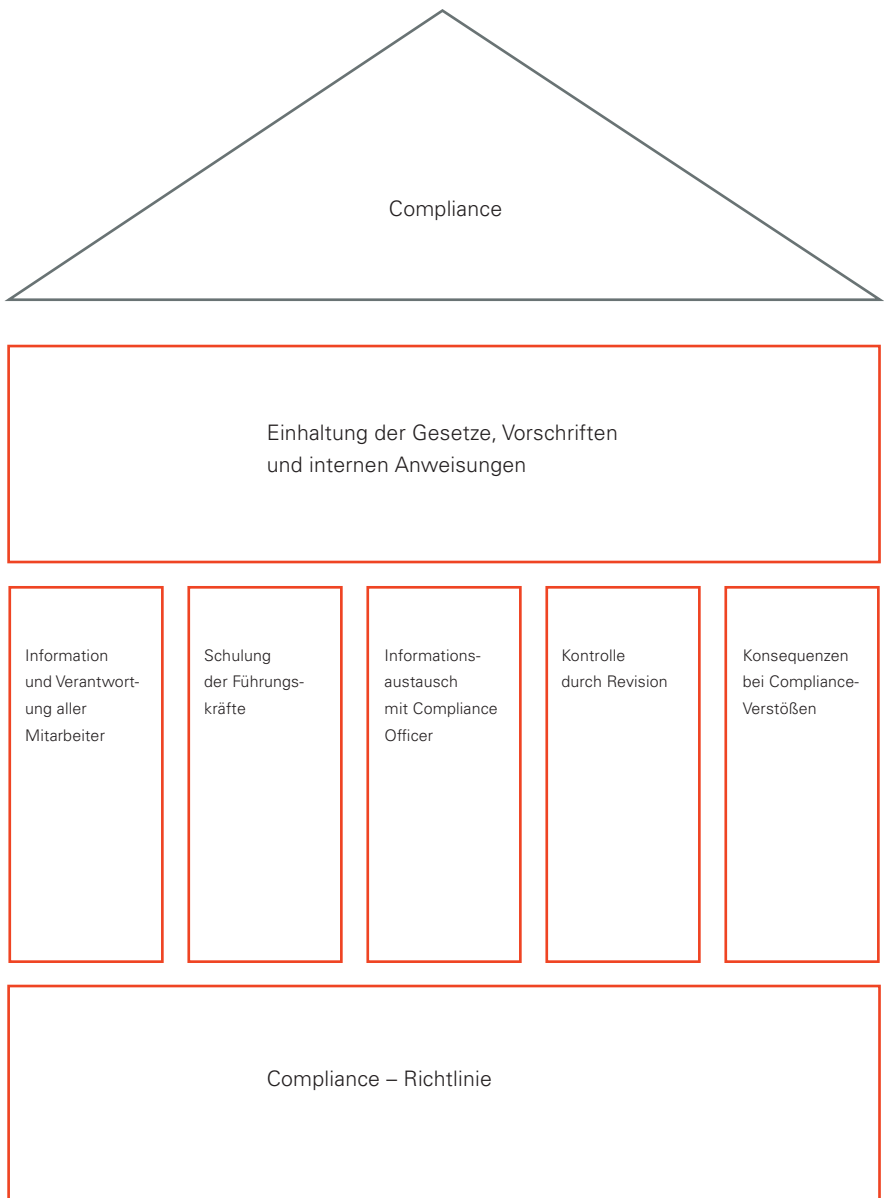 Compliance
Einhaltung der Gesetze, Vorschriften
und internen Anweisungen
Information
und Verantwort-
ung aller
Mitarbeiter
Schulung
der Führungs-
kräfte
Informations-
austausch
mit Compliance
Officer
Kontrolle
durch Revision
Konsequenzen
bei Compliance-
Verstößen
Compliance – Richtlinie